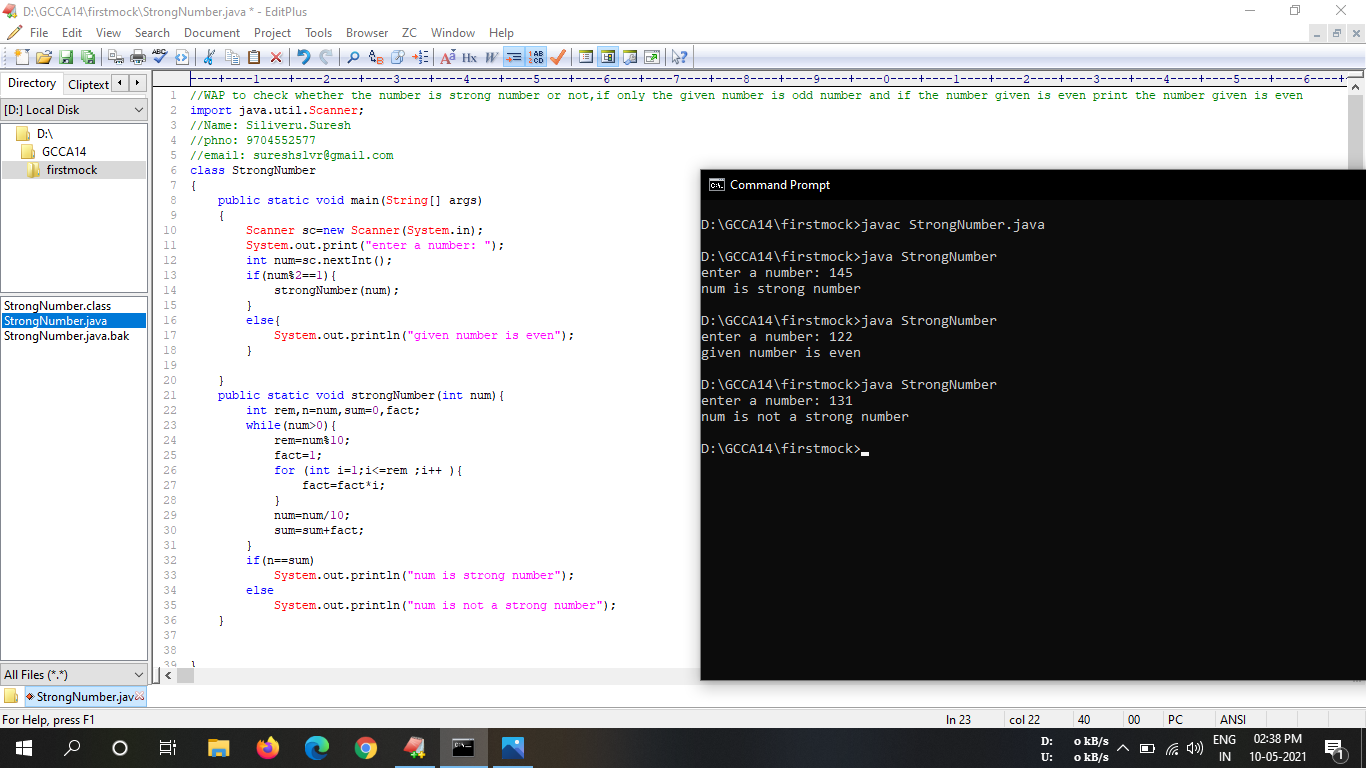 D:\GCCA14\firstmock\StrongNumber.java * - EditPlus
File Edit View Search Document Project Tools Browser ZC Window Help
Directory Cliptext
[D:] Local Disk
D:\
GCCA14
firstmock
StrongNumber.class
StrongNumber.java
StrongNumber.java.bak
All Files (*.*)
----+----1----+----2----+----3----+----4----+----5----+----6----+----7----+----8----+----9----+----0----+----1----+----2----+----3----+----4----+----5----+----6----+
1 //WAP to check whether the number is strong number or not,if only the given number is odd number and if the number given is even print the number given is even
2 import java.util.Scanner;
3 //Name: Siliveru.Suresh
4 //phno: 9704552577
5 //email: sureshslvr@gmail.com
6 class StrongNumber
7 {
8 public static void main(String[] args)
9 {
10 Scanner sc=new Scanner(System.in);
11 System.out.print("enter a number: ");
12 int num=sc.nextInt();
13 if(num%2==1){
14 strongNumber(num);
15 }
16 else{
17 System.out.println("given number is even");
18 }
19
20 }
21 public static void strongNumber(int num){
22 int rem,n=num,sum=0,fact;
23 while(num>0){
24 rem=num%10;
25 fact=1;
26 for (int i=1;i<=rem ;i++ ){
27 fact=fact*i;
28 }
29 num=num/10;
30 sum=sum+fact;
31 }
32 if(n==sum)
33 System.out.println("num is strong number");
34 else
35 System.out.println("num is not a strong number");
36 }
37
38
39 }
Command Prompt
D:\GCCA14\firstmock>javac StrongNumber.java
D:\GCCA14\firstmock>java StrongNumber
enter a number: 145
num is strong number
D:\GCCA14\firstmock>java StrongNumber
enter a number: 122
given number is even
D:\GCCA14\firstmock>java StrongNumber
enter a number: 131
num is not a strong number
D:\GCCA14\firstmock>
StrongNumber.jav
For Help, press F1 ln 23 col 22 40 00 PC ANSI
D: 0 kB/s
U: 0 kB/s
ENG
IN
02:38 PM
10-05-2021
1